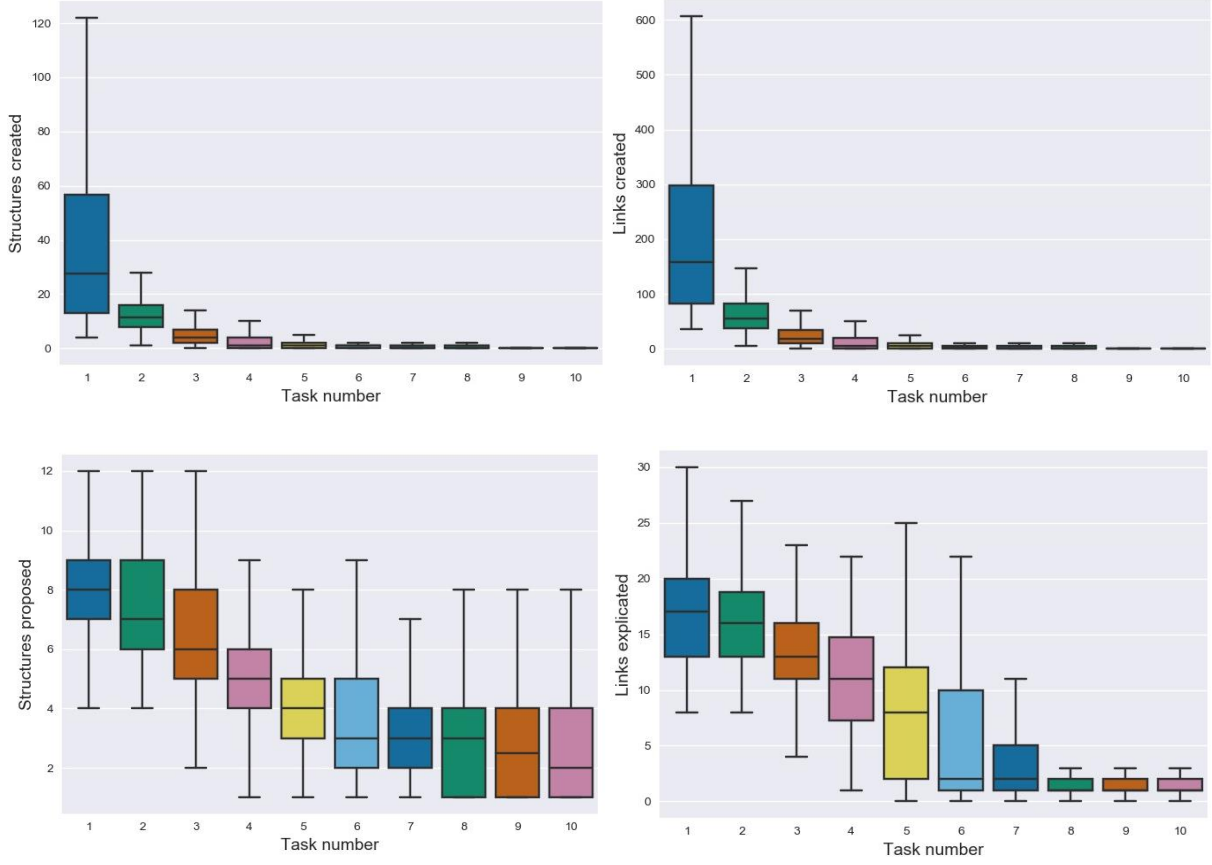 Structures created
120
100
80
60
40
20
0
1 2 3 4 5 6 7 8 9 10
Task number
Links created
600
500
400
300
200
100
0
1 2 3 4 5 6 7 8 9 10
Task number
Structures proposed
12
10
8
6
4
2
1 2 3 4 5 6 7 8 9 10
Task number
Links explicated
30
25
20
15
10
5
0
1 2 3 4 5 6 7 8 9 10
Task number